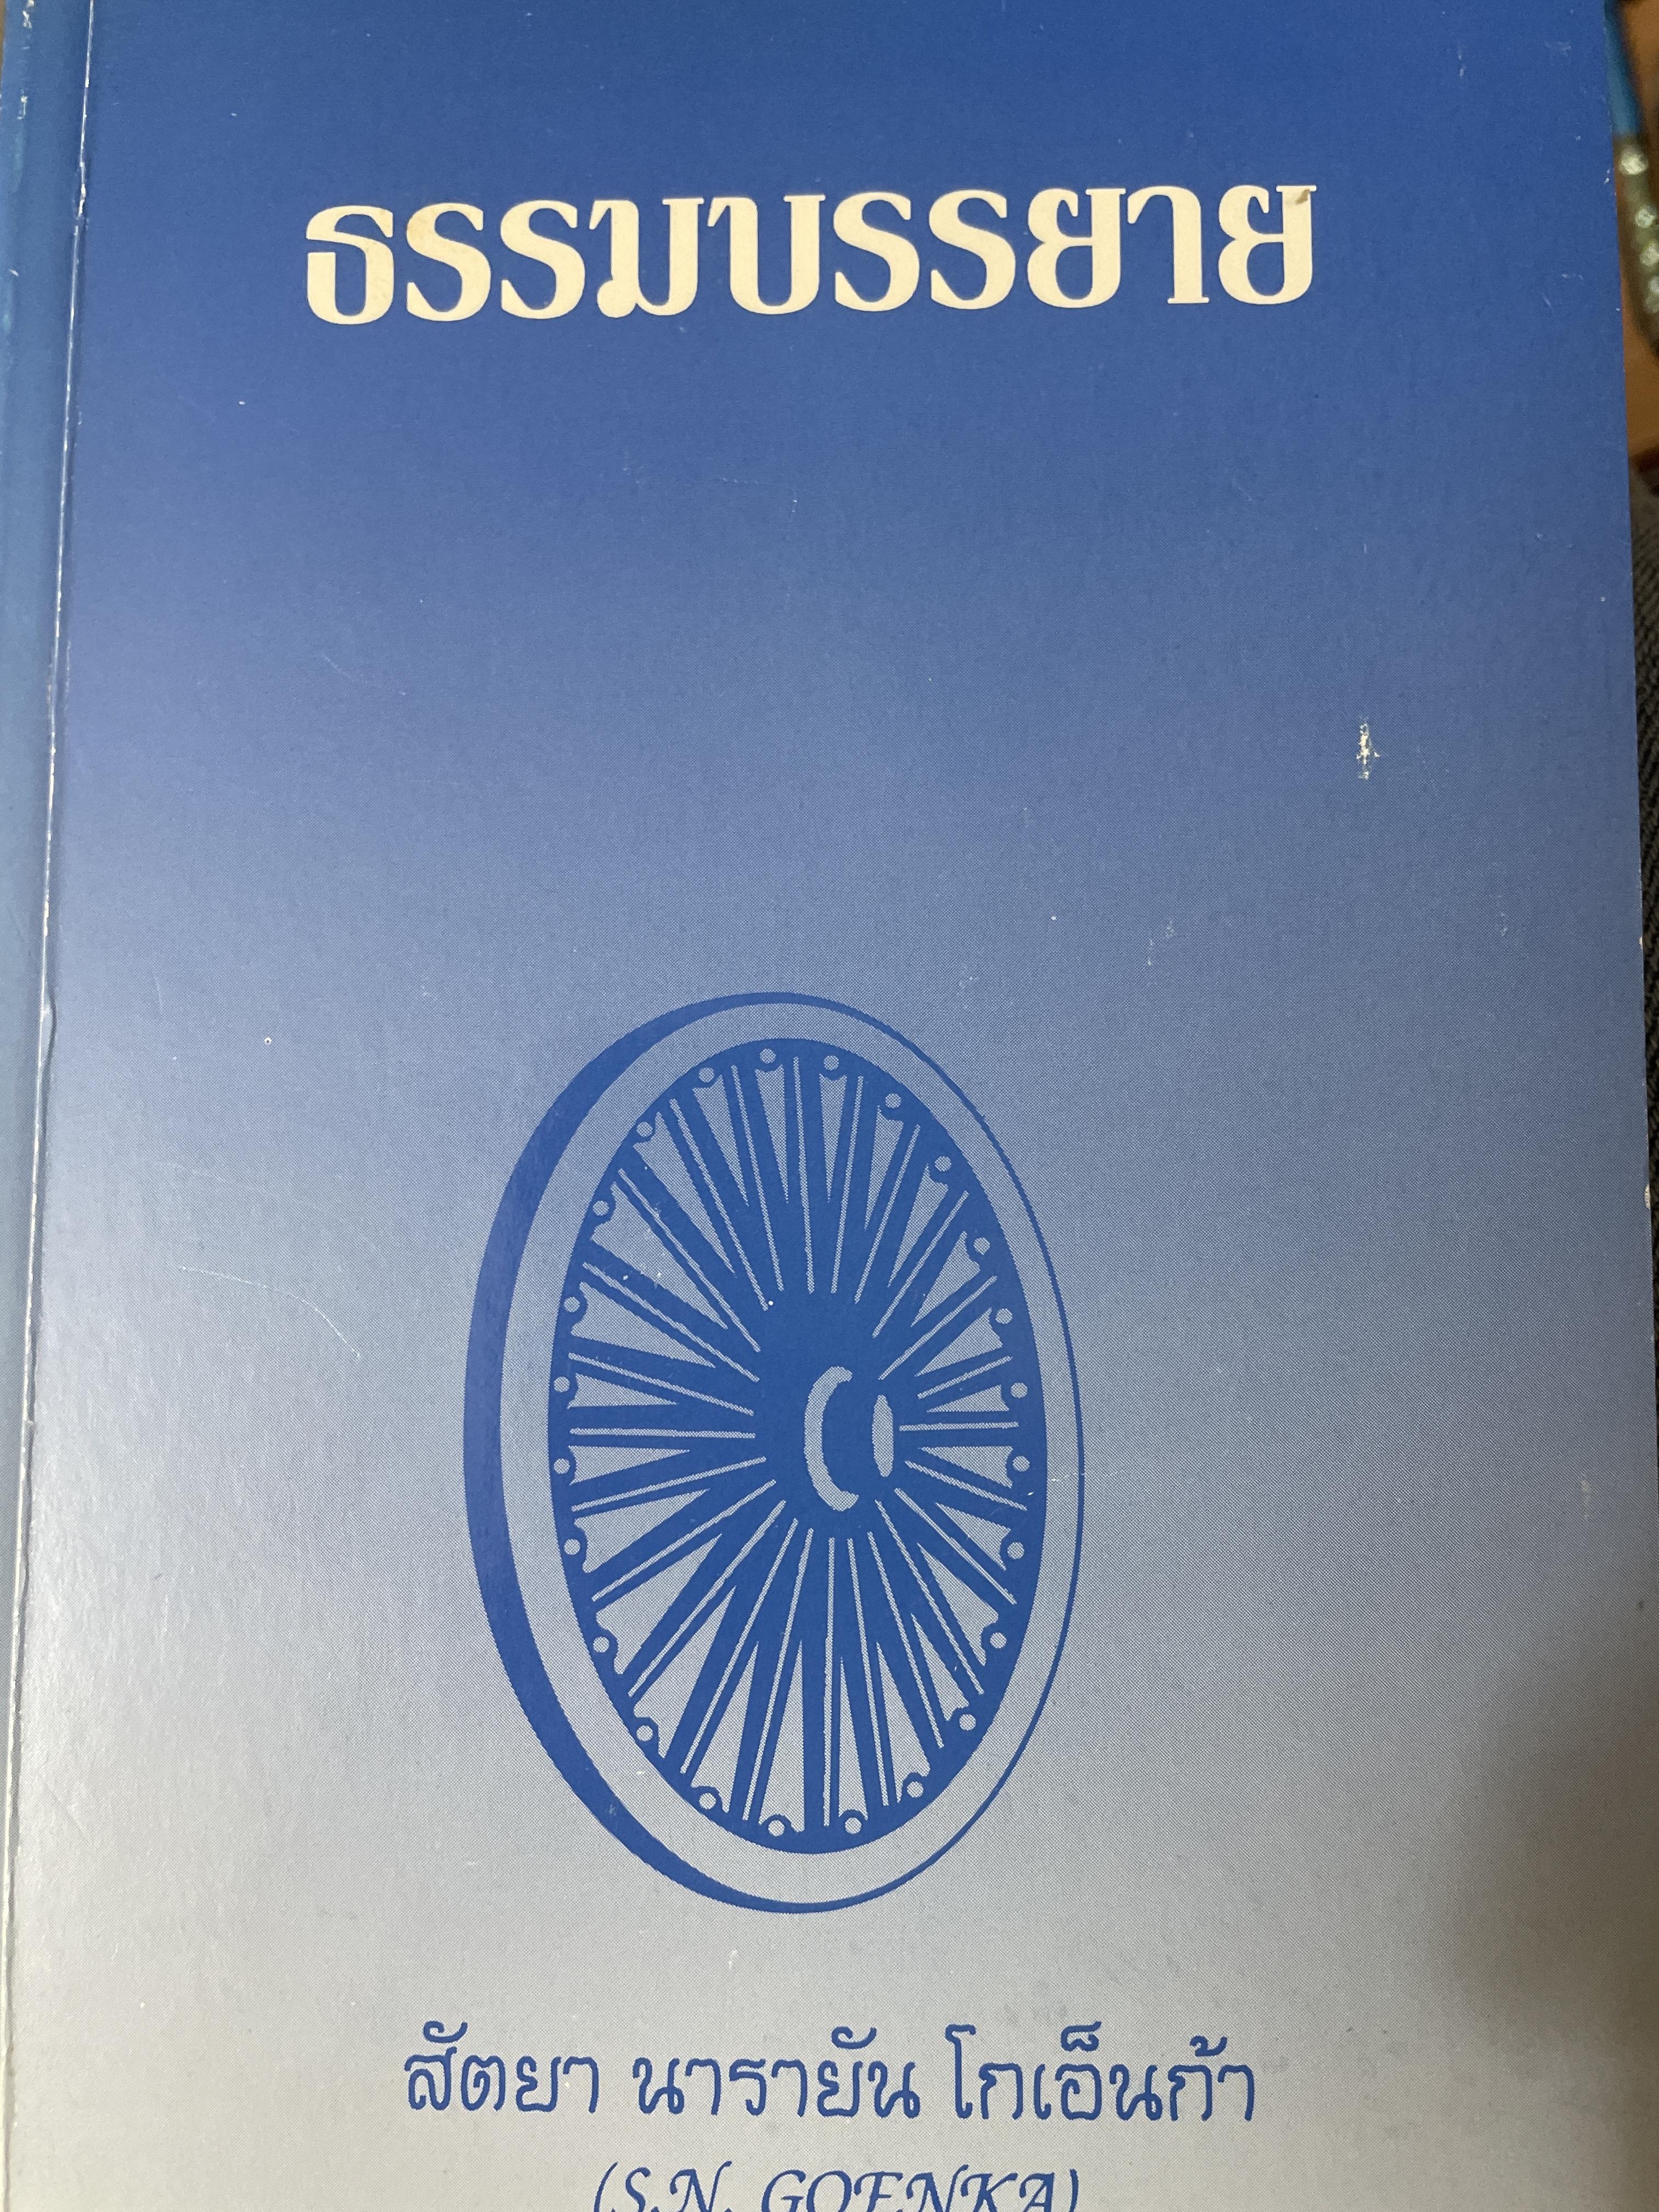 ธรรมบรรยาย
สัตยา นารายัน โกเอ็นก้า
(S.N. GOENKA)